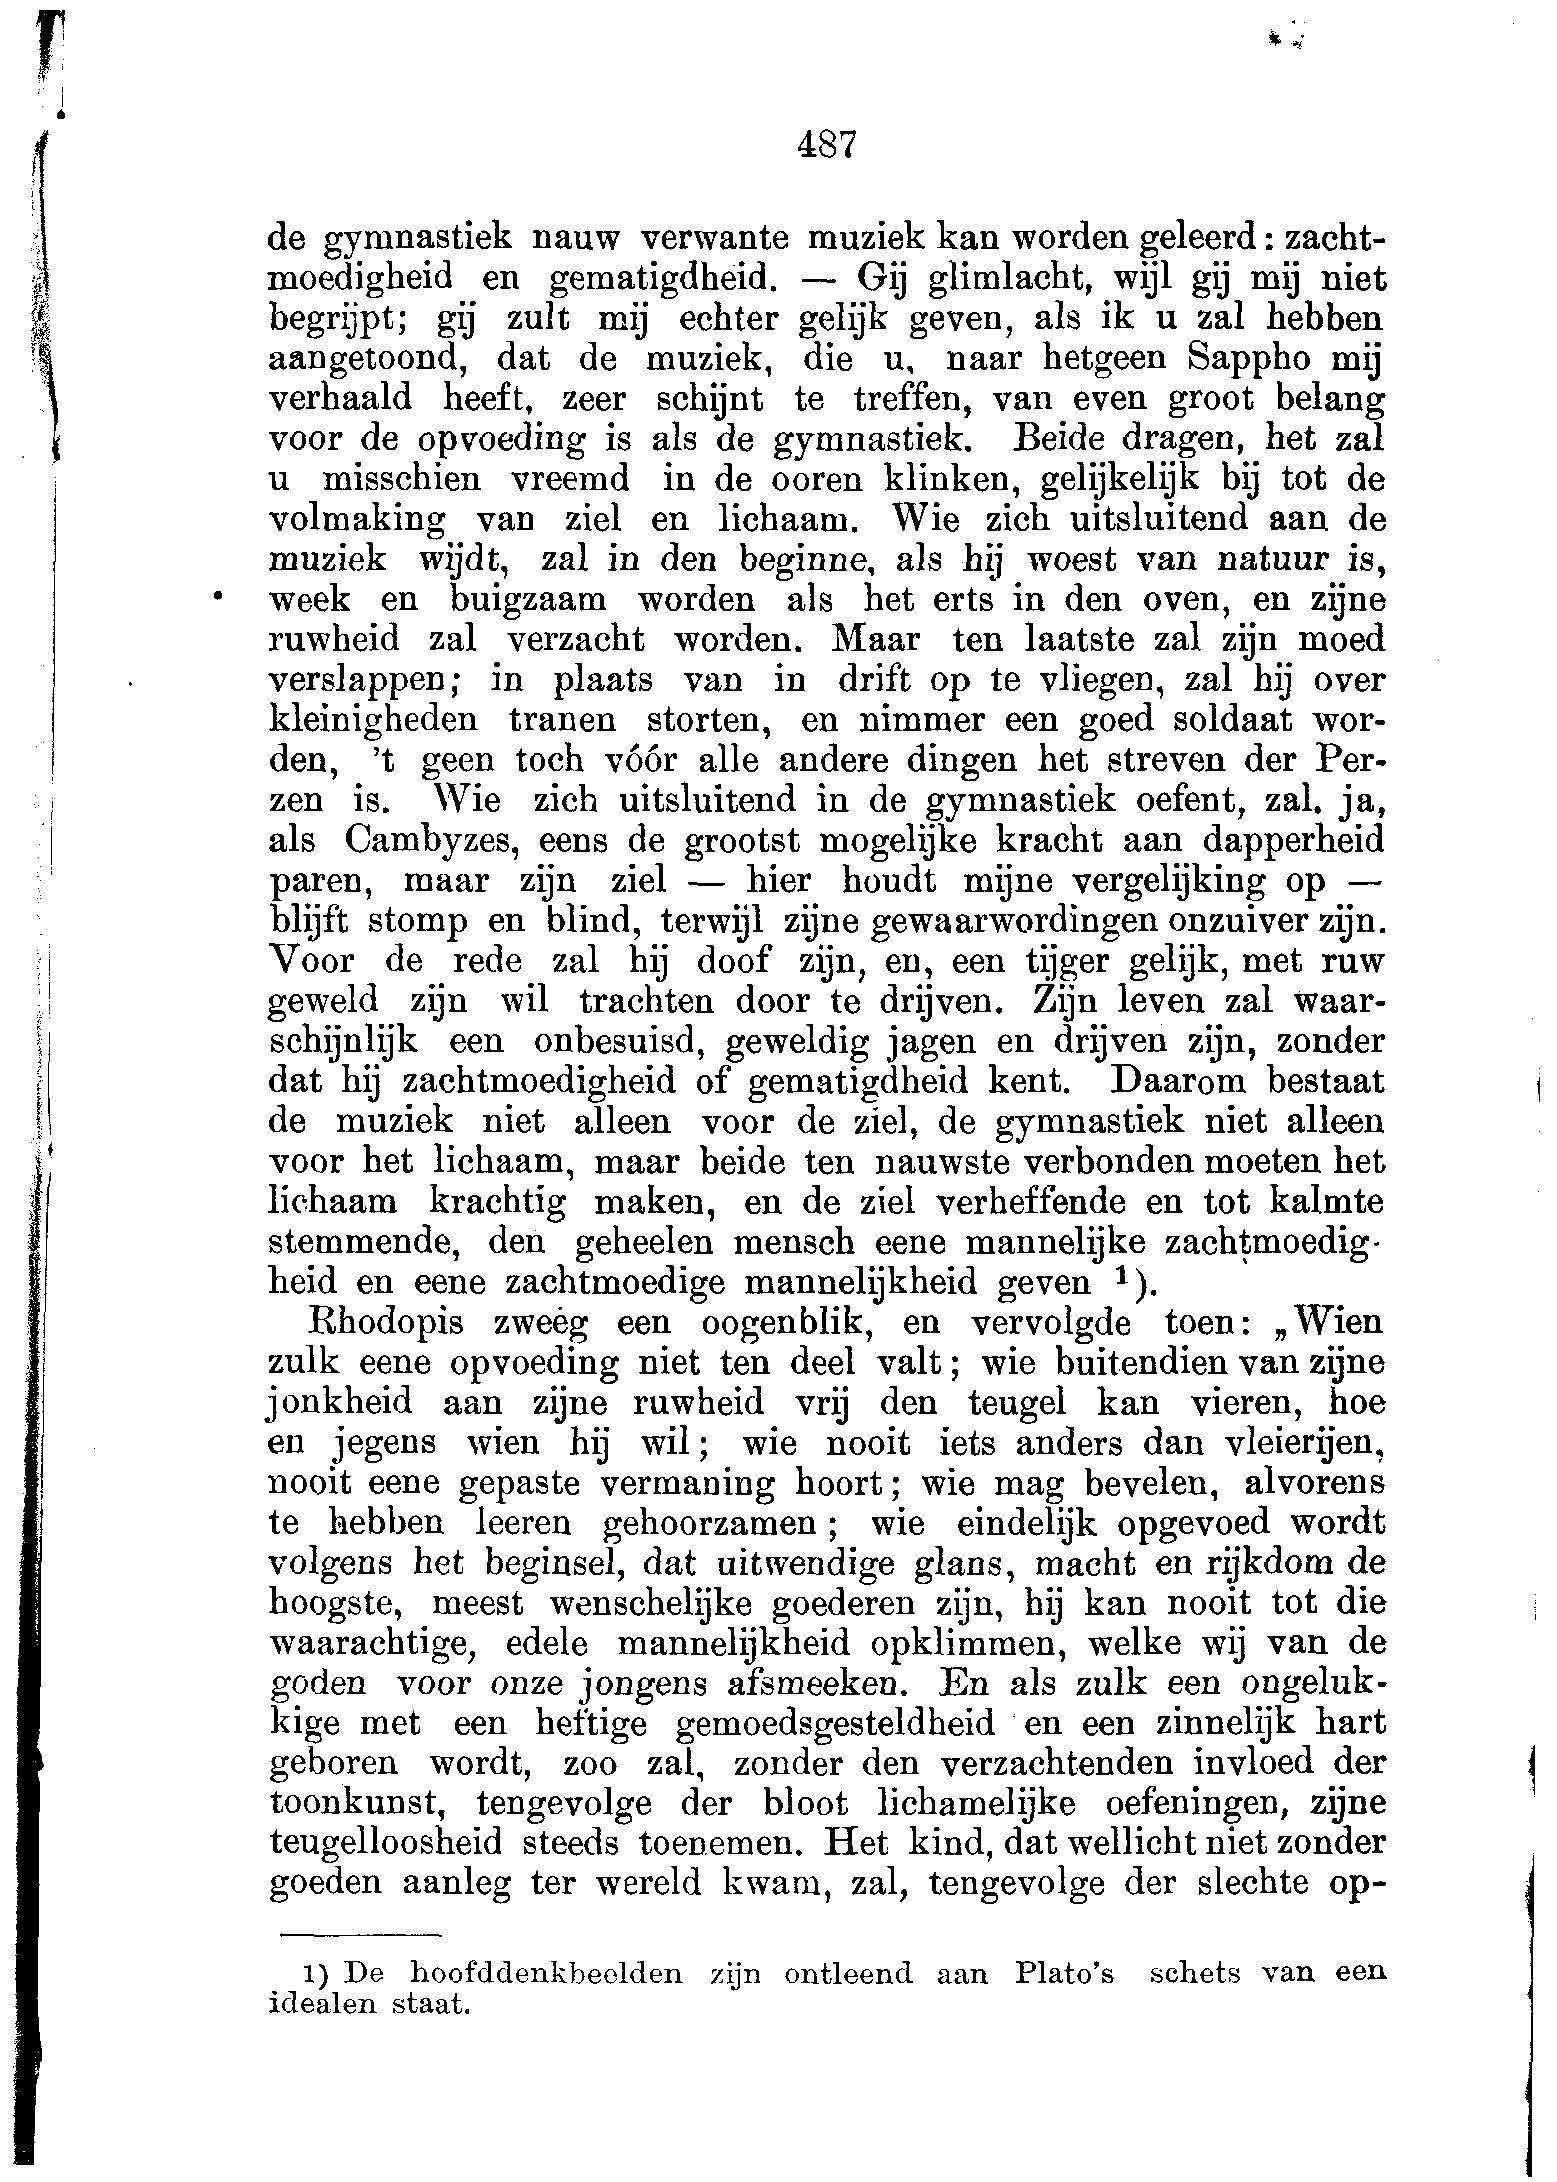 487
de gymnastiek nauw verwante muziek kan worden geleerd: zacht-
moedigheid en gematigdheid. — Gij glimlacht, wijl gij mij niet
begrijpt; gij zult mij echter gelijk geven, als ik u zal hebben
aangetoond, dat de muziek, die u, naar hetgeen Sappho mij
verhaald heeft, zeer schijnt te treffen, van even groot belang
voor de opvoeding is als de gymnastiek. Beide dragen, het zal
u misschien vreemd in de ooren klinken, gelijkelijk bij tot de
volmaking van ziel en lichaam. Wie zich uitsluitend aan de
muziek wijdt, zal in den beginne, als hij woest van natuur is,
week en buigzaam worden als het erts in den oven, en zijne
ruwheid zal verzacht worden. Maar ten laatste zal zijn moed
verslappen; in plaats van in drift op te vliegen, zal hij over
kleinigheden tranen storten, en nimmer een goed soldaat wor-
den, 't geen toch vóór alle andere dingen het streven der Per-
zen is. Wie zich uitsluitend in de gymnastiek oefent, zal, ja,
als Cambyzes, eens de grootst mogelijke kracht aan dapperheid
paren, maar zijn ziel — hier houdt mijne vergelijking op —
blijft stomp en blind, terwijl zijne gewaarwordingen onzuiver zijn.
Voor de rede zal hij doof zijn, en, een tijger gelijk, met ruw
geweld zijn wil trachten door te drijven. Zijn leven zal waar-
schijnlijk een onbesuisd, geweldig jagen en drijven zijn, zonder
dat hij zachtmoedigheid of gematigdheid kent. Daarom bestaat
de muziek niet alleen voor de ziel, de gymnastiek niet alleen
voor het lichaam, maar beide ten nauwste verbonden moeten het
lichaam krachtig maken, en de ziel verheffende en tot kalmte
stemmende, den geheelen mensch eene mannelijke zachtmoedig-
heid en eene zachtmoedige mannelijkheid geven ¹).
Rhodopis zweeg een oogenblik, en vervolgde toen: „Wien
zulk eene opvoeding niet ten deel valt; wie buitendien van zijne
jonkheid aan zijne ruwheid vrij den teugel kan vieren, hoe
en jegens wien hij wil; wie nooit iets anders dan vleierijen,
nooit eene gepaste vermaning hoort; wie mag bevelen, alvorens
te hebben leeren gehoorzamen; wie eindelijk opgevoed wordt
volgens het beginsel, dat uitwendige glans, macht en rijkdom de
hoogste, meest wenschelijke goederen zijn, hij kan nooit tot die
waarachtige, edele mannelijkheid opklimmen, welke wij van de
goden voor onze jongens afsmeeken. En als zulk een ongeluk-
kige met een heftige gemoedsgesteldheid en een zinnelijk hart
geboren wordt, zoo zal, zonder den verzachtenden invloed der
toonkunst, tengevolge der bloot lichamelijke oefeningen, zijne
teugelloosheid steeds toenemen. Het kind, dat wellicht niet zonder
goeden aanleg ter wereld kwam, zal, tengevolge der slechte op-
1) De hoofddenkbeelden zijn ontleend aan Plato's schets van een
idealen staat.